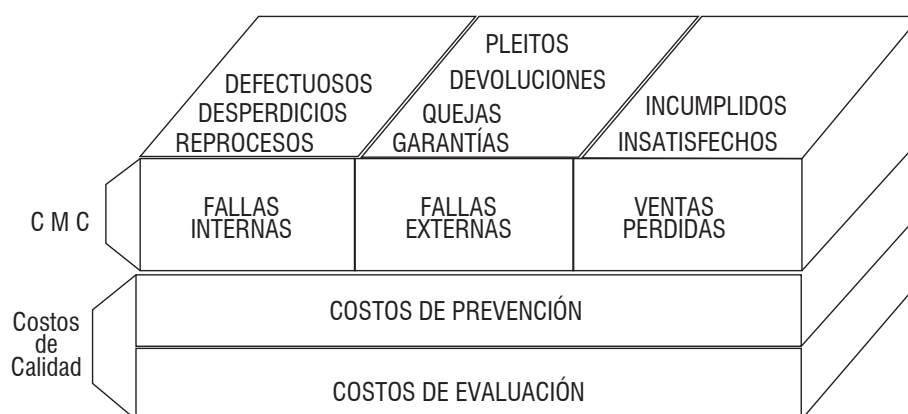 DEFECTUOSOS
DESPERDICIOS
REPROCESOS
PLEITOS
DEVOLUCIONES
QUEJAS
GARANTÍAS
INCUMPLIDOS
INSATISFECHOS
C M C
FALLAS
INTERNAS
FALLAS
EXTERNAS
VENTAS
PERDIDAS
Costos
de
Calidad
COSTOS DE PREVENCIÓN
COSTOS DE EVALUACIÓN